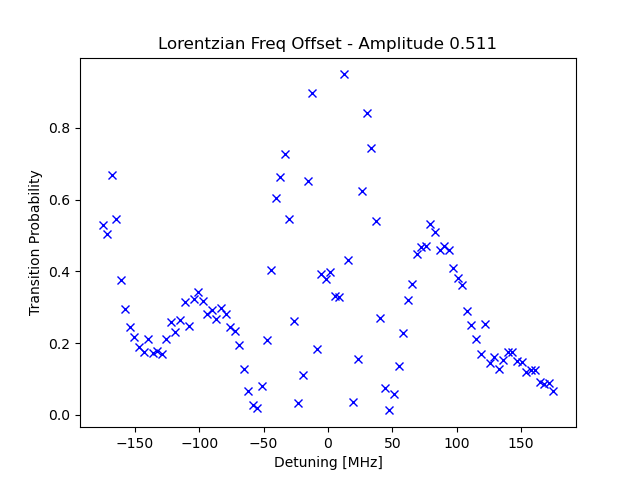 Lorentzian Freq Offset - Amplitude 0.511
Transition Probability
0.8
0.6
0.4
0.2
0.0
−150 −100 −50 0 50 100 150
Detuning [MHz]